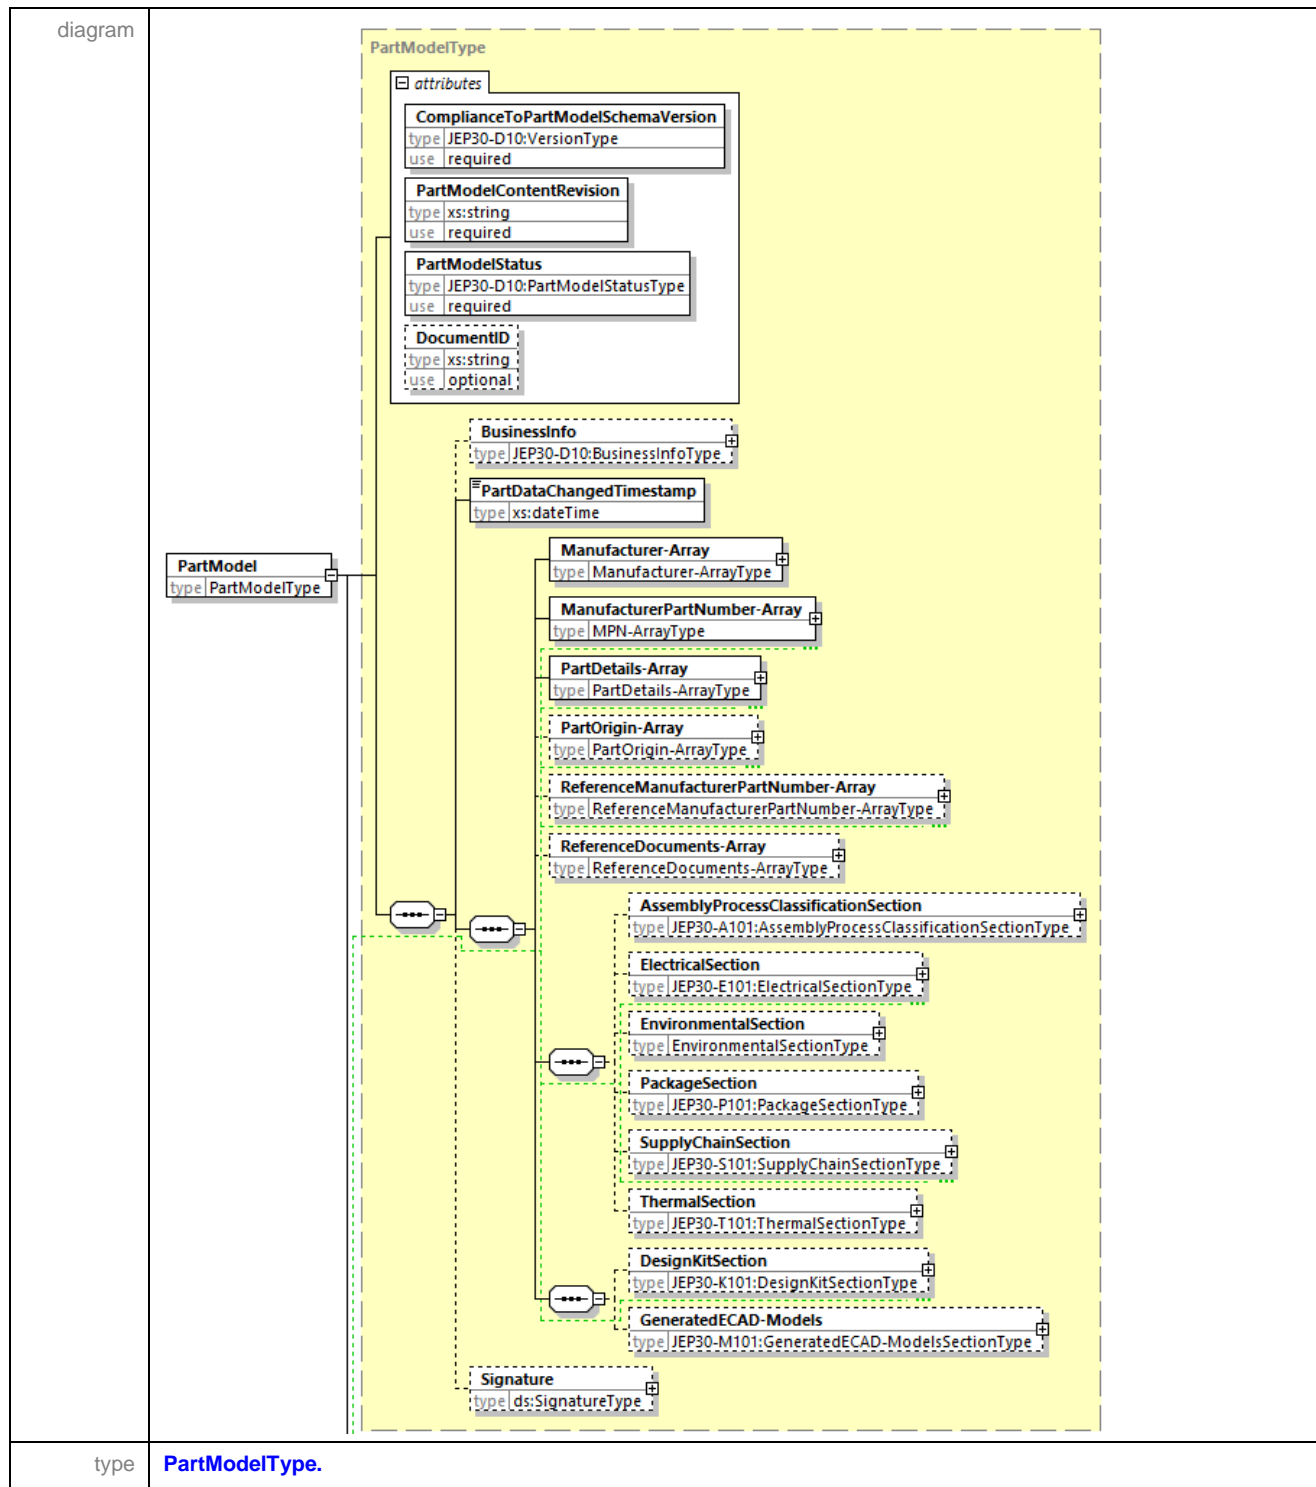 diagram
PartModelType
attributes
ComplianceToPartModelSchemaVersion
type JEP30-D10:VersionType
use required
PartModelContentRevision
type xs:string
use required
PartModelStatus
type JEP30-D10:PartModelStatusType
use required
DocumentID
type xs:string
use optional
BusinessInfo
type JEP30-D10:BusinessInfoType
PartDataChangedTimestamp
type xs:dateTime
PartModel
type PartModelType
Manufacturer-Array
type Manufacturer-ArrayType
ManufacturerPartNumber-Array
type MPN-ArrayType
PartDetails-Array
type PartDetails-ArrayType
PartOrigin-Array
type PartOrigin-ArrayType
ReferenceManufacturerPartNumber-Array
type ReferenceManufacturerPartNumber-ArrayType
ReferenceDocuments-Array
type ReferenceDocuments-ArrayType
AssemblyProcessClassificationSection
type JEP30-A101:AssemblyProcessClassificationSectionType
ElectricalSection
type JEP30-E101:ElectricalSectionType
EnvironmentalSection
type EnvironmentalSectionType
PackageSection
type JEP30-P101:PackageSectionType
SupplyChainSection
type JEP30-S101:SupplyChainSectionType
ThermalSection
type JEP30-T101:ThermalSectionType
DesignKitSection
type JEP30-K101:DesignKitSectionType
GeneratedECAD-Models
type JEP30-M101:GeneratedECAD-ModelsSectionType
Signature
type ds:SignatureType
type PartModelType.